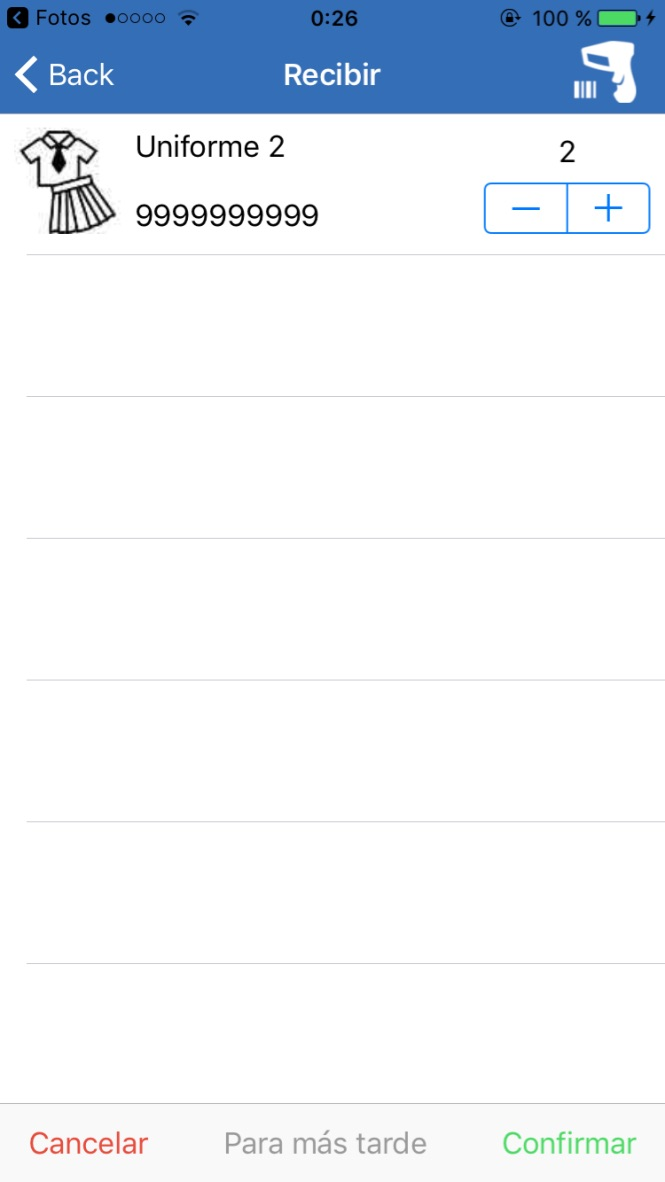 Fotos 0:26 100 %
Back Recibir
Uniforme 2 2
9999999999 — +
Cancelar Para más tarde Confirmar